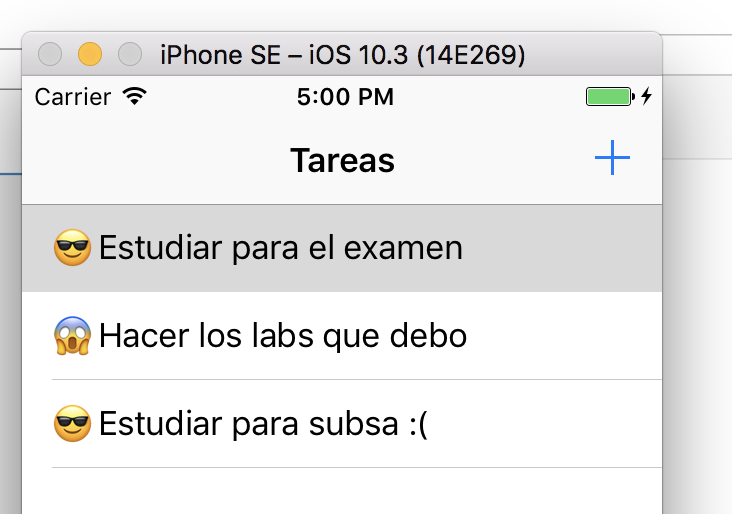 iPhone SE – iOS 10.3 (14E269)
Carrier 5:00 PM
Tareas
😎Estudiar para el examen
😱Hacer los labs que debo
😎Estudiar para subsa :(